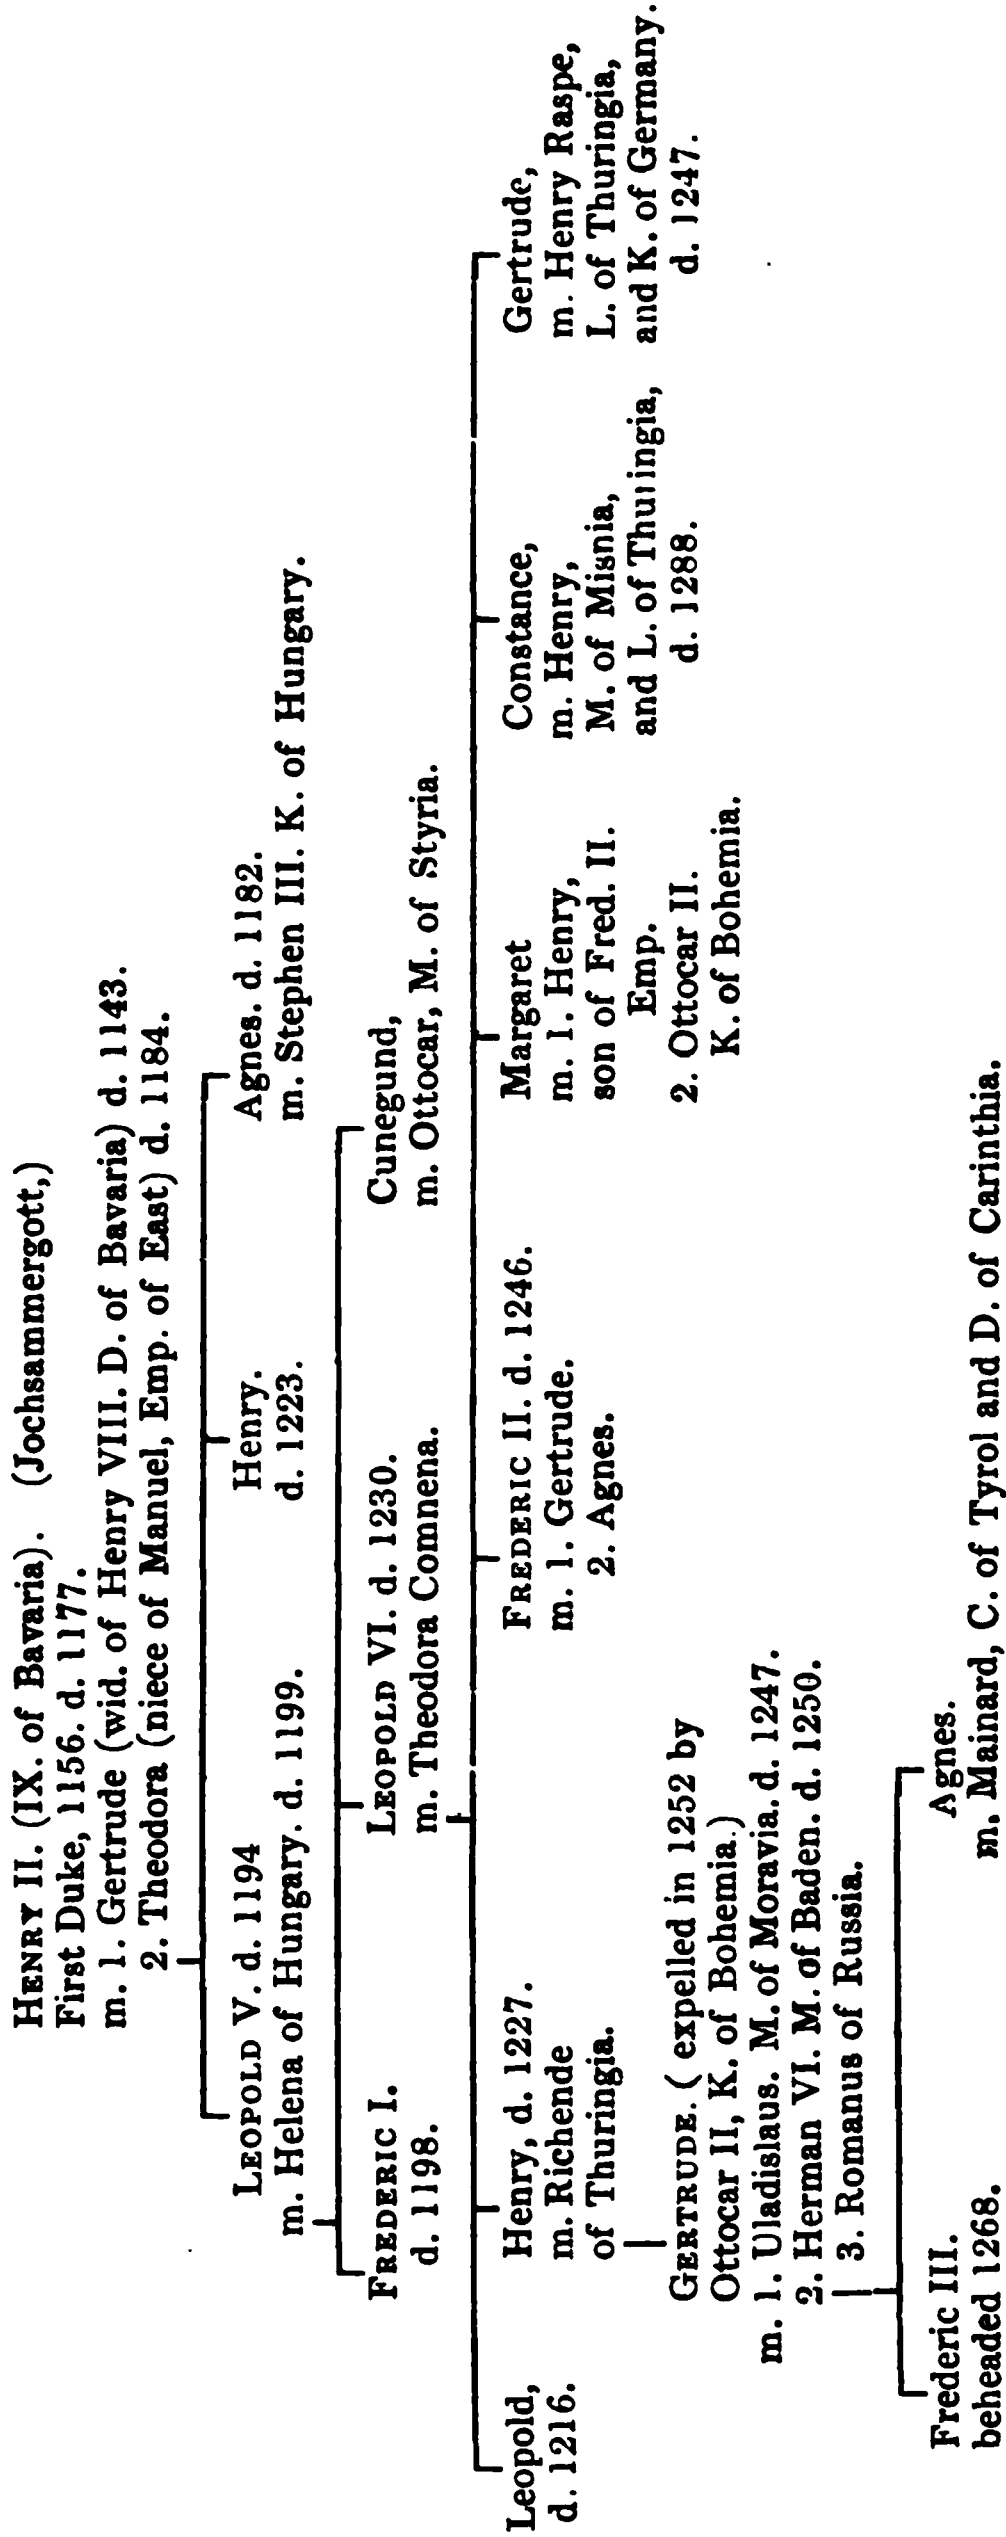 HENRY II. (IX. of Bavaria). (Jochsammergott,)
First Duke, 1156. d. 1177.
m. 1. Gertrude (wid. of Henry VIII. D. of Bavaria) d. 1143.
2. Theodora (niece of Manuel, Emp. of East) d. 1184.
LEOPOLD V. d. 1194
m. Helena of Hungary. d. 1199.
Henry.
d. 1223.
Agnes. d. 1182.
m. Stephen III. K. of Hungary.
FREDERIC I.
d. 1198.
LEOPOLD VI. d. 1230.
m. Theodora Comnena.
Cunegund,
m. Ottocar, M. of Styria.
Leopold,
d. 1216.
Henry, d. 1227.
m. Richende
of Thuringia.
FREDERIC II. d. 1246.
m. 1. Gertrude.
2. Agnes.
Margaret
m. 1. Henry,
son of Fred. II.
Emp.
2. Ottocar II.
K. of Bohemia.
Constance,
m. Henry,
M. of Misnia,
and L. of Thuringia,
d. 1288.
Gertrude,
m. Henry Raspe,
L. of Thuringia,
and K. of Germany.
d. 1247.
GERTRUDE. ( expelled in 1252 by
Ottocar II, K. of Bohemia.)
m. 1. Uladislaus. M. of Moravia. d. 1247.
2. Herman VI. M. of Baden. d. 1250.
3. Romanus of Russia.
Frederic III.
beheaded 1268.
Agnes.
m. Mainard, C. of Tyrol and D. of Carinthia.